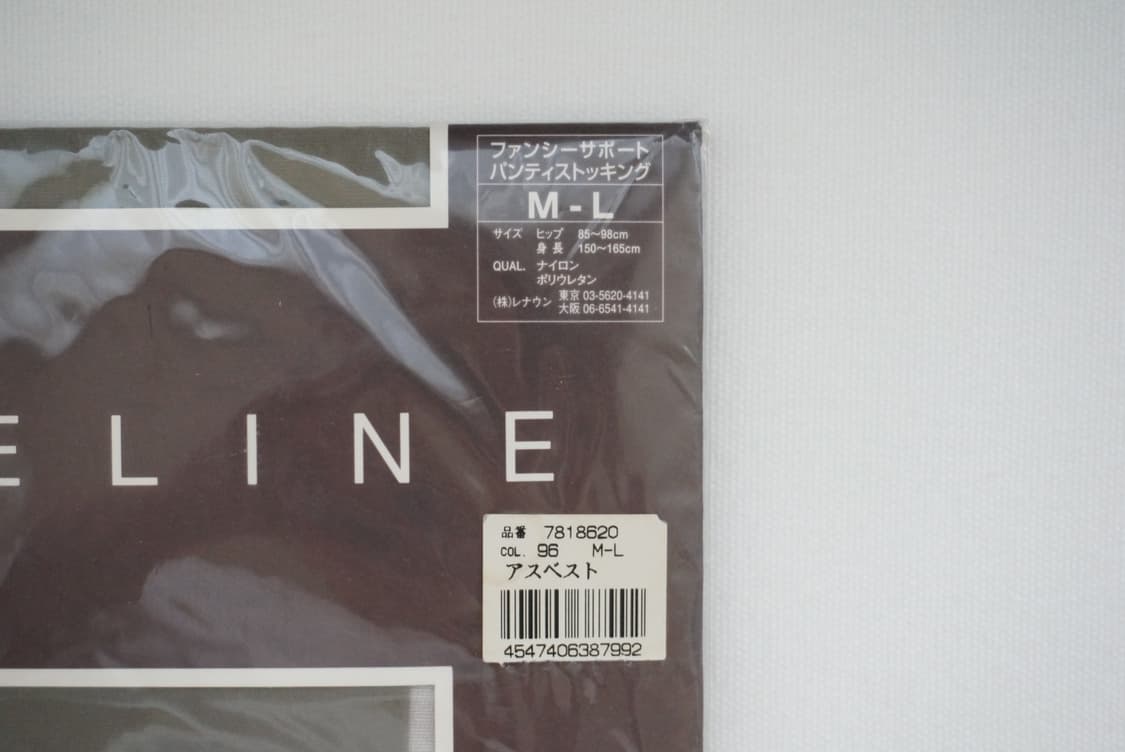 ファンシーサポート
パンティストッキング
M - L
サイズ ヒップ 85〜98cm
身長 150〜165cm
QUAL. ナイロン
ポリウレタン
(株)レナウン 東京 03-5620-4141
大阪 06-6541-4141
ELINE
品番 7818620
COL. 96 M-L
アスベスト
4547406387992